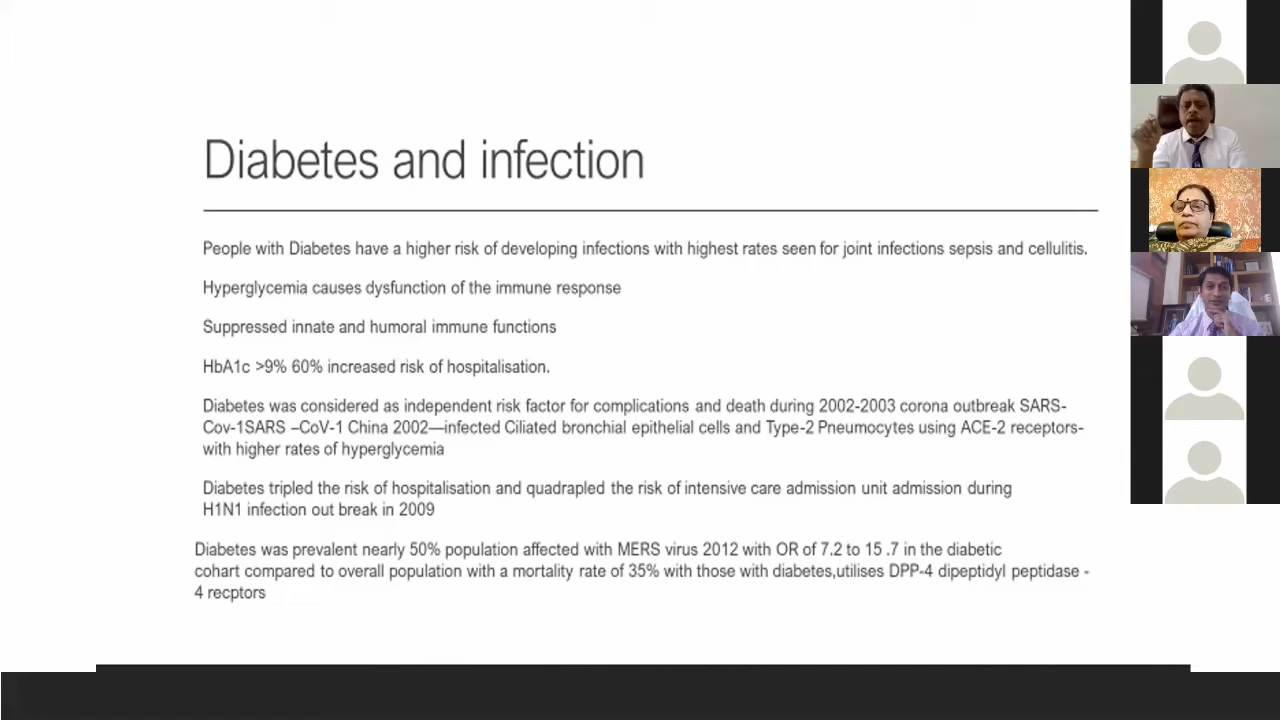 Diabetes and infection
People with Diabetes have a higher risk of developing infections with highest rates seen for joint infections sepsis and cellulitis.
Hyperglycemia causes dysfunction of the immune response
Suppressed innate and humoral immune functions
HbA1c >9% 60% increased risk of hospitalisation.
Diabetes was considered as independent risk factor for complications and death during 2002-2003 corona outbreak SARS-
Cov-1SARS –CoV-1 China 2002—infected Ciliated bronchial epithelial cells and Type-2 Pneumocytes using ACE-2 receptors-
with higher rates of hyperglycemia
Diabetes tripled the risk of hospitalisation and quadrapled the risk of intensive care admission unit admission during
H1N1 infection out break in 2009
Diabetes was prevalent nearly 50% population affected with MERS virus 2012 with OR of 7.2 to 15 .7 in the diabetic
cohart compared to overall population with a mortality rate of 35% with those with diabetes,utilises DPP-4 dipeptidyl peptidase -
4 recptors